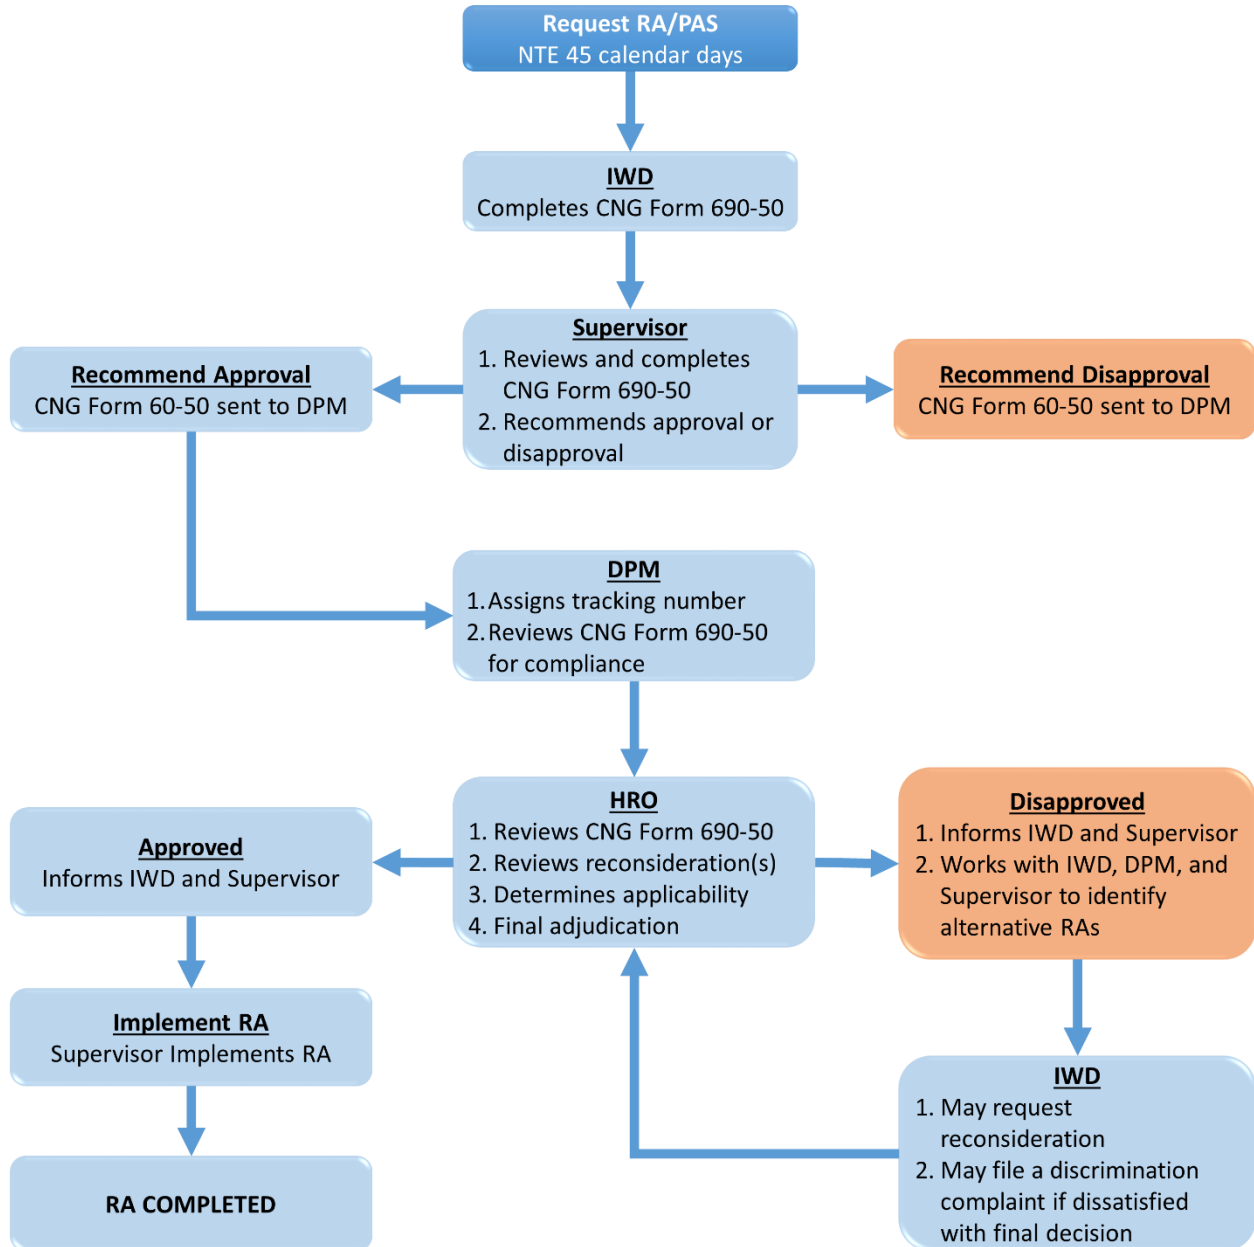 Request RA/PAS
NTE 45 calendar days
IWD
Completes CNG Form 690-50
Supervisor
1. Reviews and completes
CNG Form 690-50
2. Recommends approval or
disapproval
Recommend Approval
CNG Form 60-50 sent to DPM
Recommend Disapproval
CNG Form 60-50 sent to DPM
DPM
1. Assigns tracking number
2. Reviews CNG Form 690-50
for compliance
HRO
1. Reviews CNG Form 690-50
2. Reviews reconsideration(s)
3. Determines applicability
4. Final adjudication
Approved
Informs IWD and Supervisor
Disapproved
1. Informs IWD and Supervisor
2. Works with IWD, DPM, and
Supervisor to identify
alternative RAs
Implement RA
Supervisor Implements RA
IWD
1. May request
reconsideration
2. May file a discrimination
complaint if dissatisfied
with final decision
RA COMPLETED